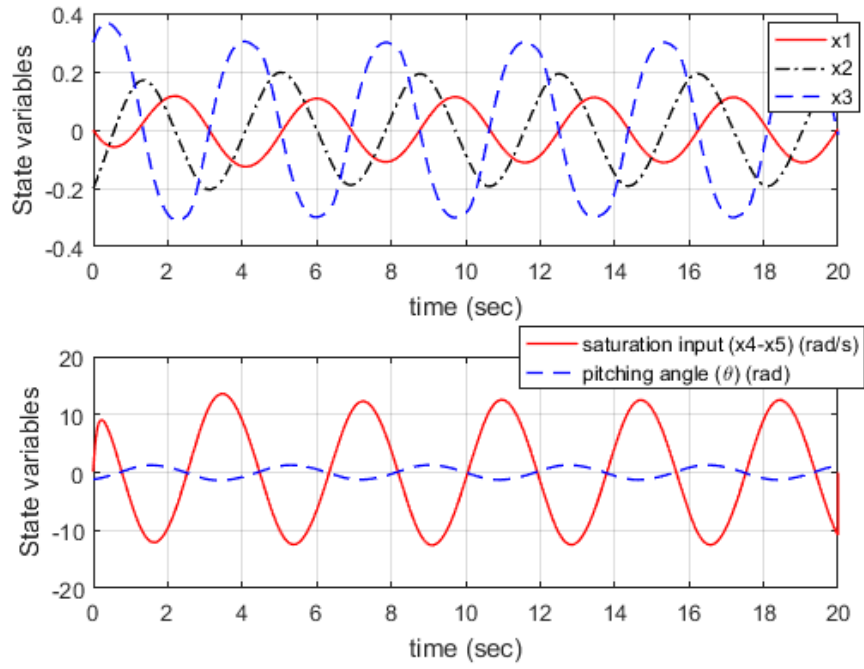 0.4
0.2
0
-0.2
-0.4
State variables
x1
x2
x3
0 2 4 6 8 10 12 14 16 18 20
time (sec)
20
10
0
-10
-20
State variables
saturation input (x4-x5) (rad/s)
pitching angle (θ) (rad)
0 2 4 6 8 10 12 14 16 18 20
time (sec)